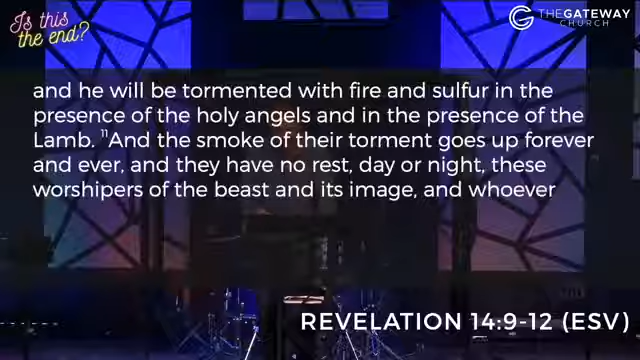 Is this
the end?
THEGATEWAY
CHURCH
and he will be tormented with fire and sulfur in the
presence of the holy angels and in the presence of the
Lamb. ¹¹And the smoke of their torment goes up forever
and ever, and they have no rest, day or night, these
worshipers of the beast and its image, and whoever
REVELATION 14:9-12 (ESV)